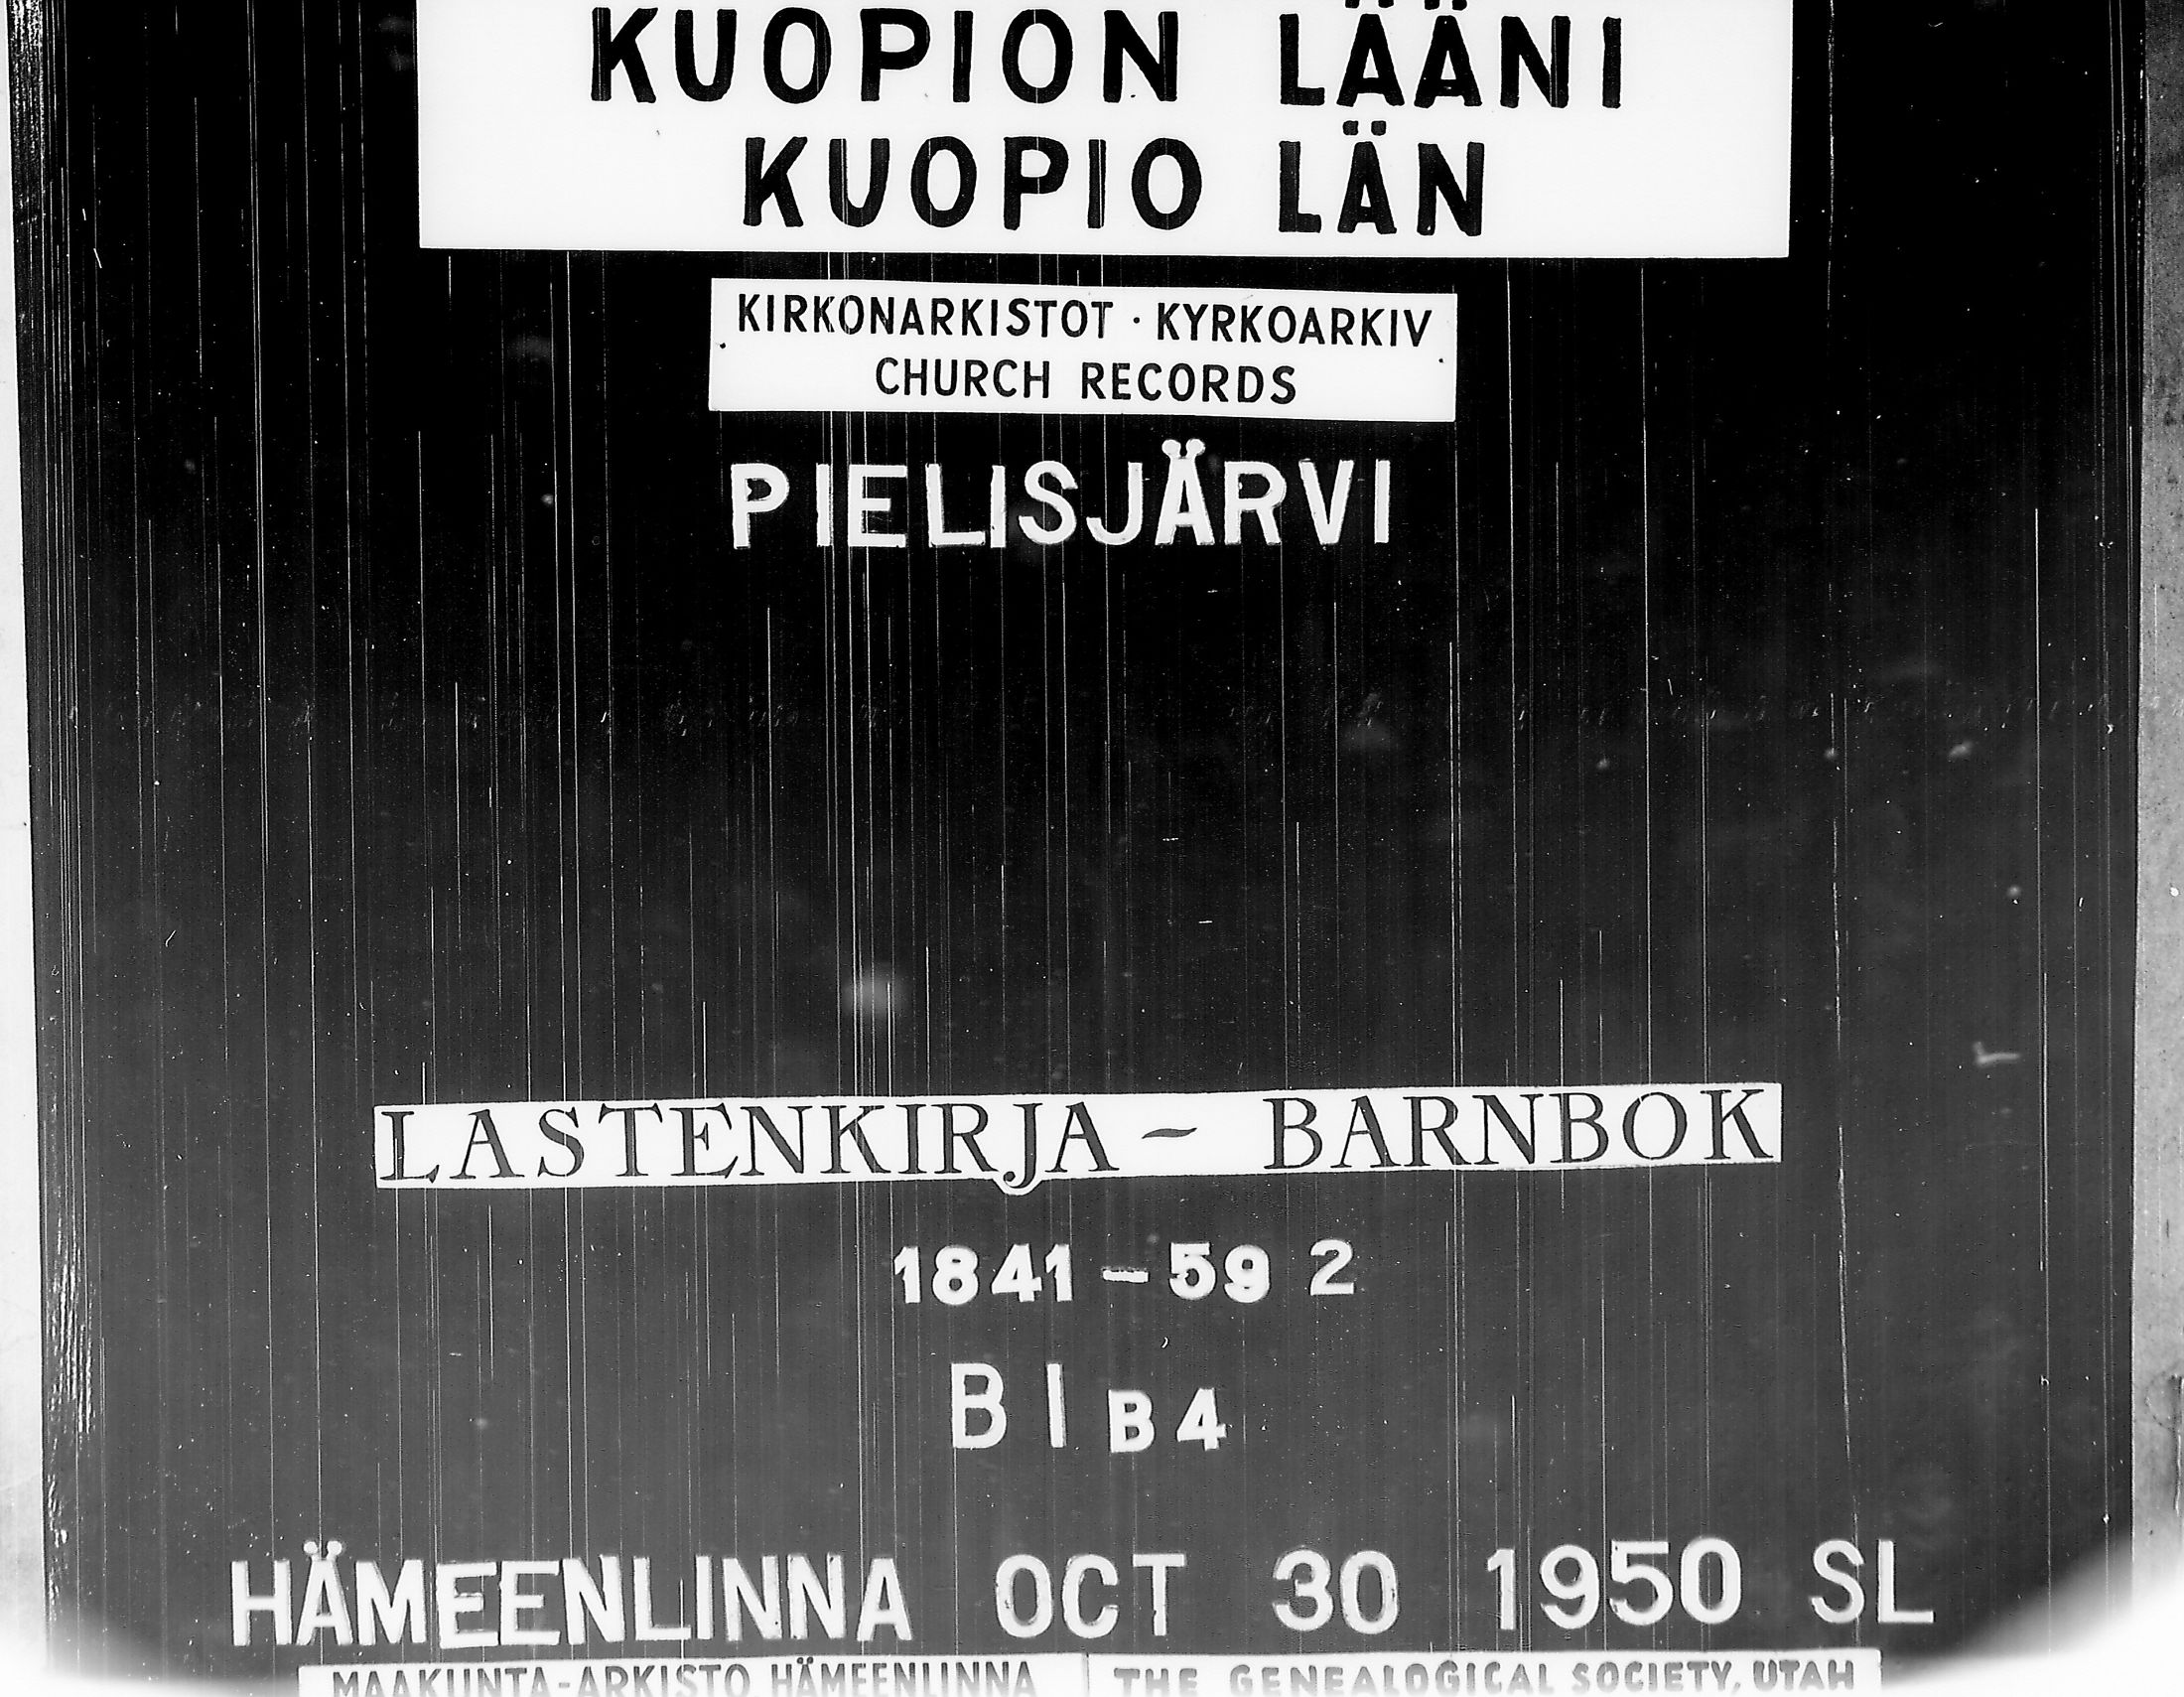 KUOPION LÄÄNI
KUOPIO LÄN
KIRKONARKISTOT · KYRKOARKIV
CHURCH RECORDS
PIELISJÄRVI
LASTENKIRJA - BARNBOK
1841 - 59 2
B I B4
HÄMEENLINNA OCT 30 1950 SL
MAAKUNTA-ARKISTO HÄMEENLINNA THE GENEALOGICAL SOCIETY, UTAH